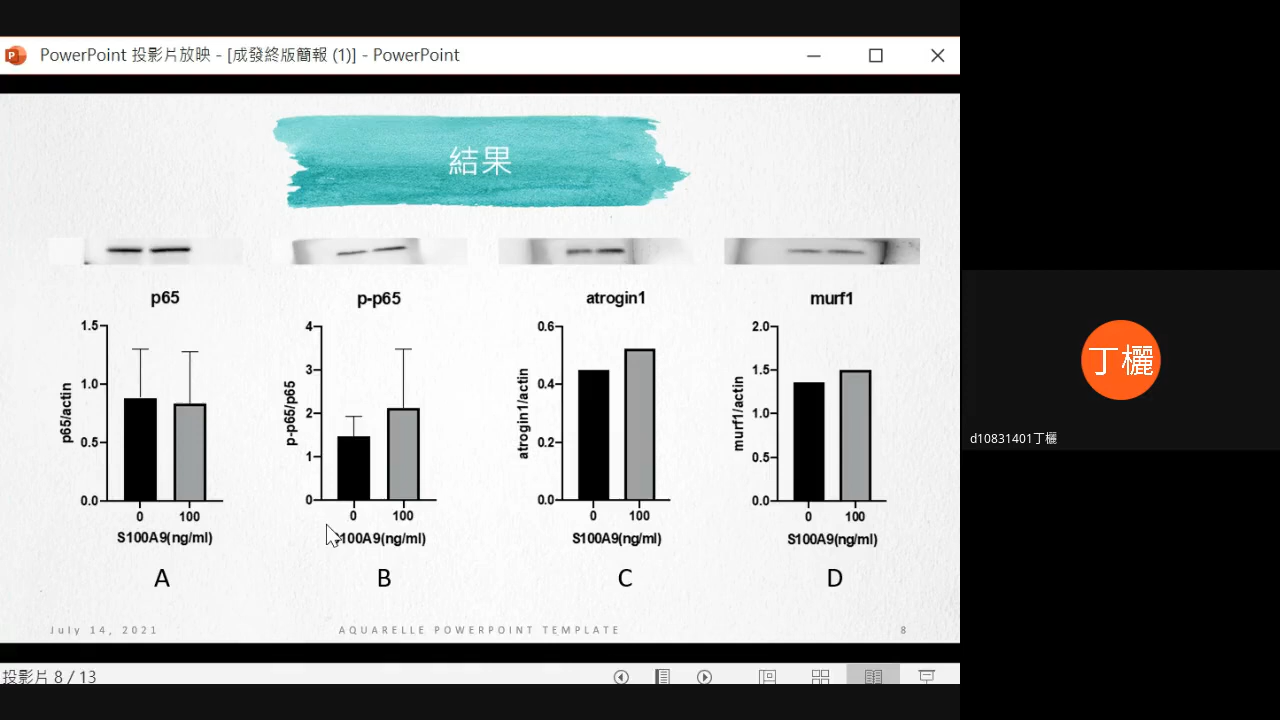 PowerPoint 投影片放映 - [成發終版簡報 (1)] - PowerPoint
結果
p65
p-p65
atrogin1
murf1
1.5
1.0
0.5
0.0
p65/actin
0
100
S100A9(ng/ml)
A
4
3
2
1
0
p-p65/p65
0
100
100A9(ng/ml)
B
0.6
0.4
0.2
0.0
atrogin1/actin
0
100
S100A9(ng/ml)
C
2.0
1.5
1.0
0.5
0.0
murf1/actin
0
100
S100A9(ng/ml)
D
July 14, 2021
AQUARELLE POWERPOINT TEMPLATE
8
投影片 8 / 13
丁欐
d10831401丁欐